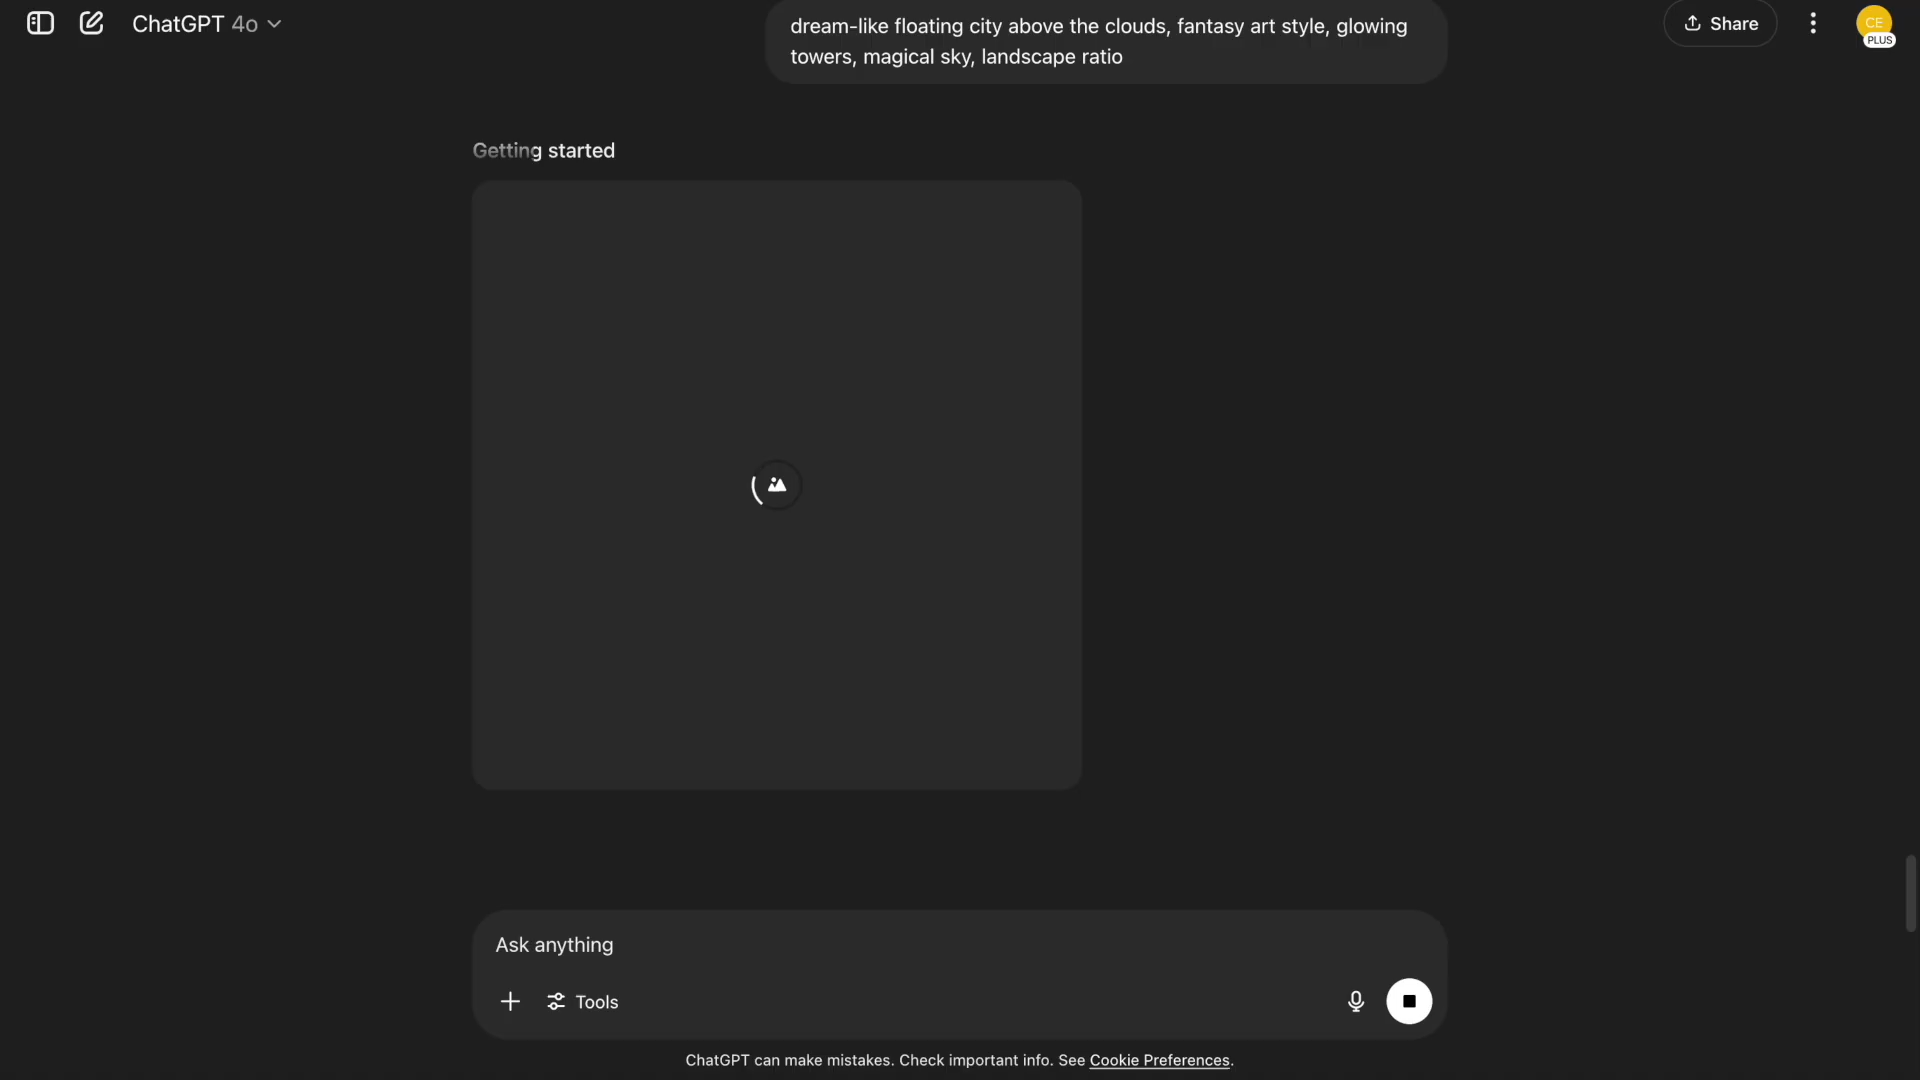 ChatGPT 4o
dream-like floating city above the clouds, fantasy art style, glowing
towers, magical sky, landscape ratio
Share
CE
PLUS
Getting started
Ask anything
Tools
ChatGPT can make mistakes. Check important info. See Cookie Preferences.